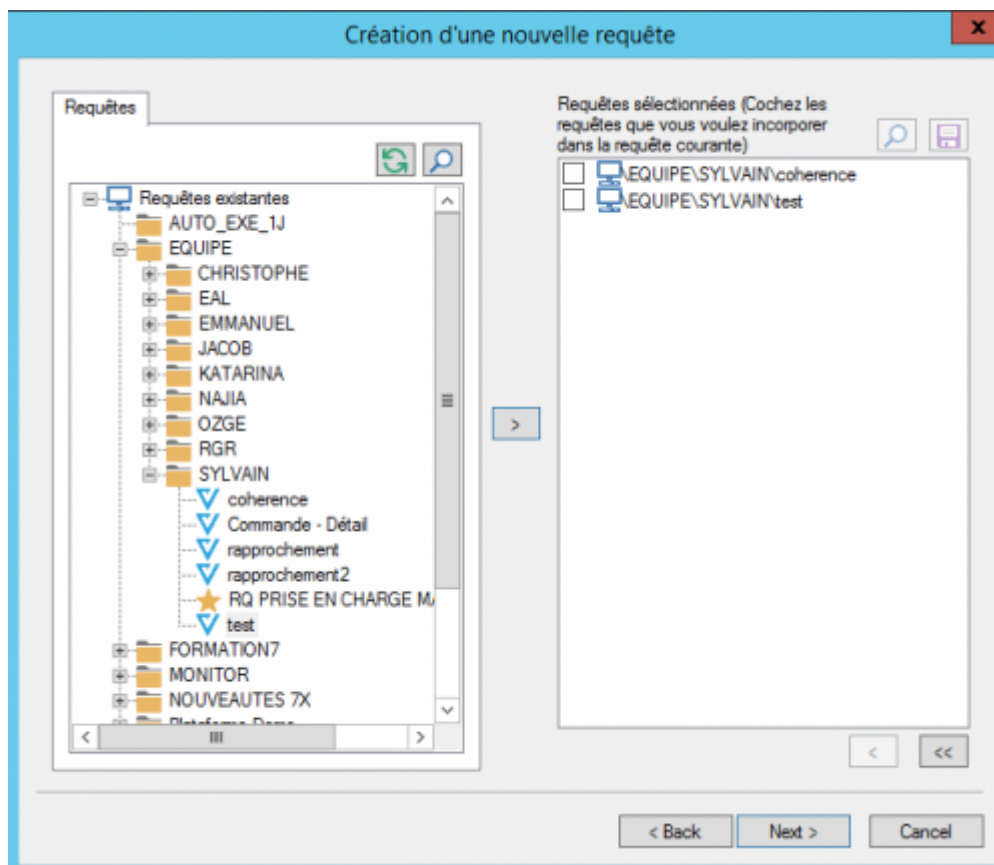 Création d'une nouvelle requête
x
Requêtes
Requêtes existantes
AUTO_EXE_1J
EQUIPE
CHRISTOPHE
EAL
EMMANUEL
JACOB
KATARINA
NAJIA
OZGE
RGR
SYLVAIN
coherence
Commande - Détail
rapprochement
rapprochement2
RQ PRISE EN CHARGE
test
FORMATION7
MONITOR
NOUVEAUTES 7X
>
Requêtes sélectionnées (Cochez les
requêtes que vous voulez incorporer
dans la requête courante)
\EQUIPE\SYLVAIN\coherence
\EQUIPE\SYLVAIN\test
<
<<
< Back
Next >
Cancel